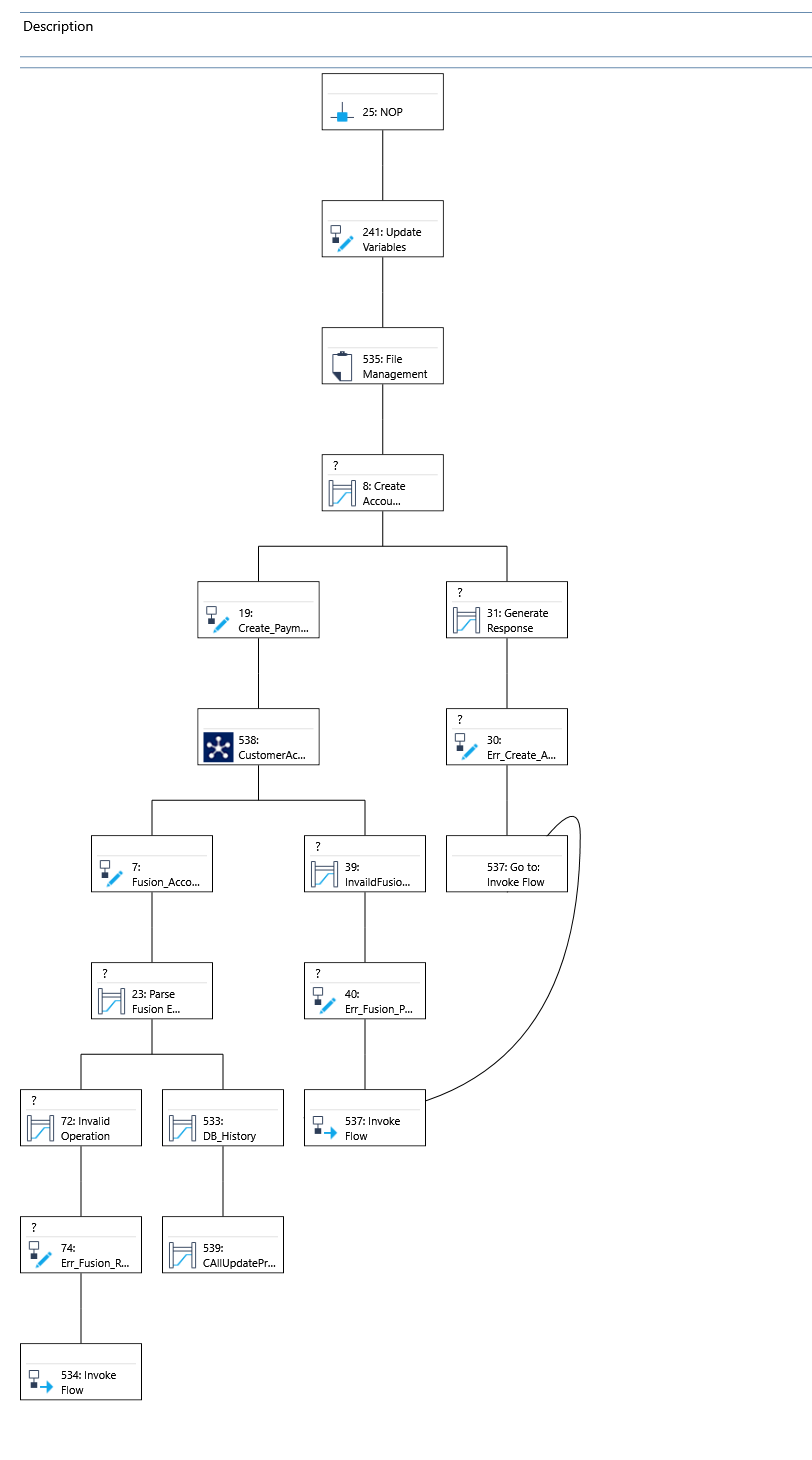 Description
25: NOP
241: Update
Variables
535: File
Management
?
8: Create
Accou...
19:
Create_Paym...
?
31: Generate
Response
538:
CustomerAc...
?
30:
Err_Create_A...
7:
Fusion_Acco...
?
39:
InvaildFusio...
537: Go to:
Invoke Flow
?
23: Parse
Fusion E...
?
40:
Err_Fusion_P...
?
72: Invalid
Operation
533:
DB_History
537: Invoke
Flow
?
74:
Err_Fusion_R...
539:
CAllUpdatePr...
534: Invoke
Flow